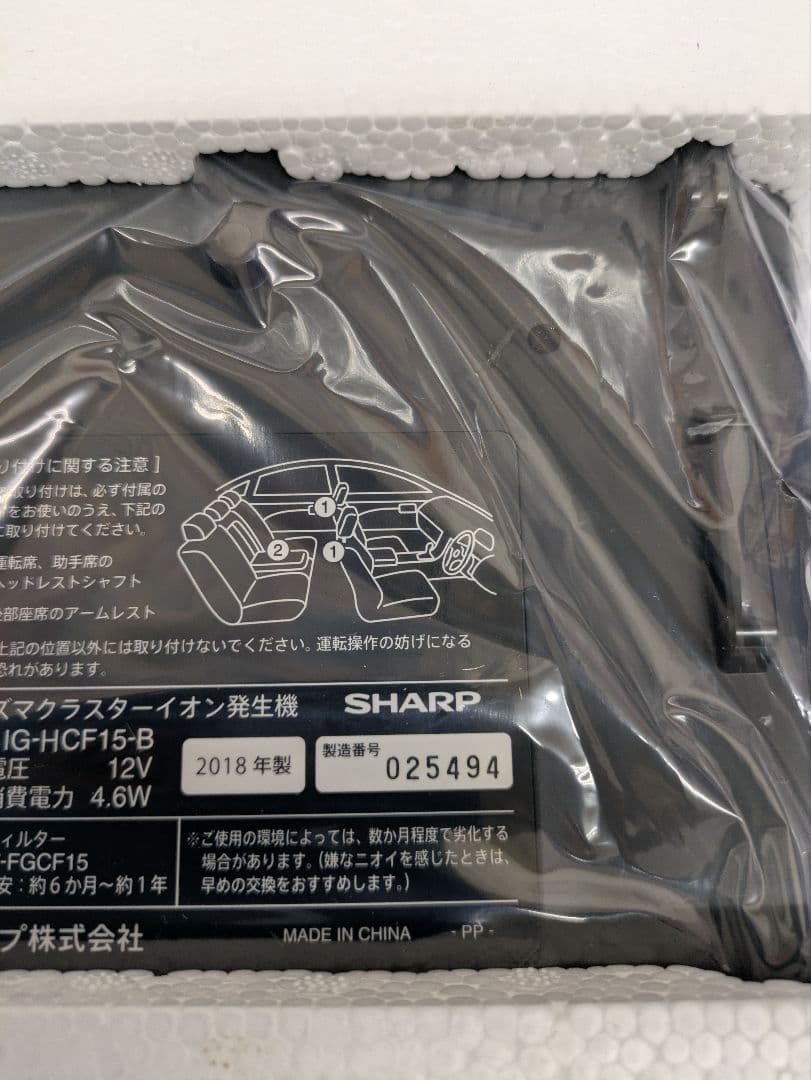 り付けに関する注意]
取り付けは、必ず付属の
をお使いのうえ、下記の
に取り付けてください。
運転席、助手席の
ヘッドレストシャフト
後部座席のアームレスト
上記の位置以外には取り付けないでください。運転操作の妨げになる
恐れがあります。
①
①
②
ズマクラスターイオン発生機 SHARP
IG-HCF15-B
電圧 12V
消費電力 4.6W
2018年製
製造番号 025494
ィルター
-FGCF15
安:約6か月〜約1年
※ご使用の環境によっては、数か月程度で劣化する
場合があります。(嫌なニオイを感じたときは、
早めの交換をおすすめします。)
プ株式会社 MADE IN CHINA - PP -